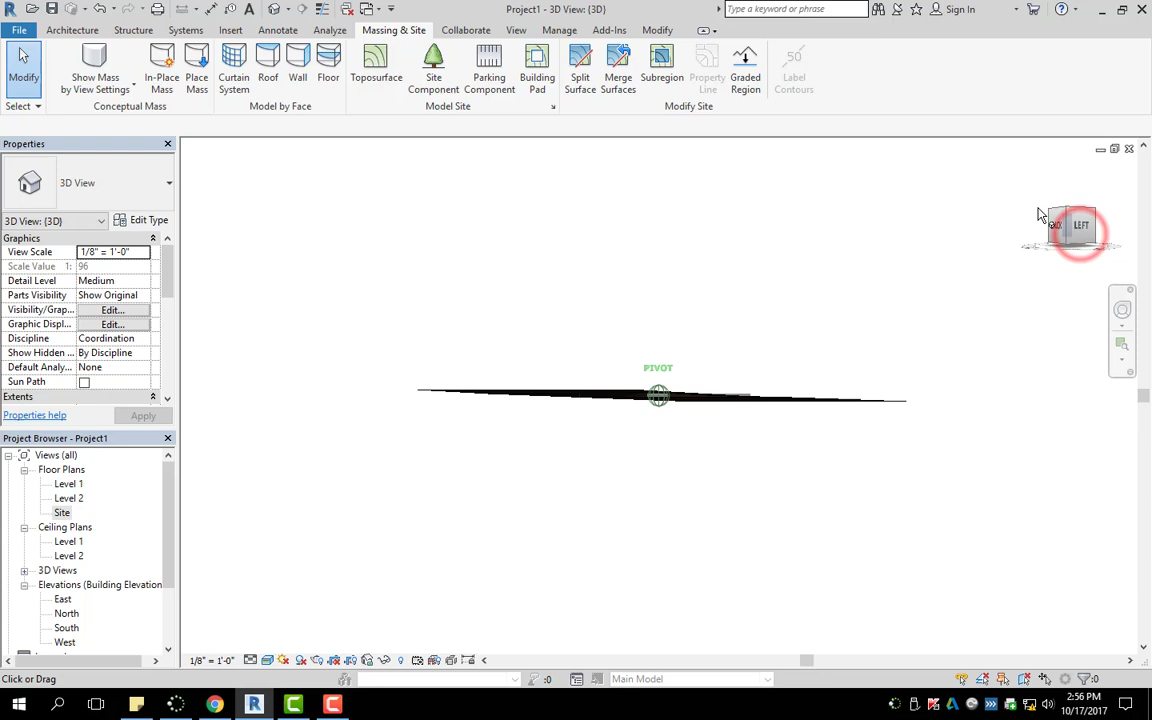 Project1 - 3D View: {3D}
Type a keyword or phrase
Sign In
File
Architecture
Structure
Systems
Insert
Annotate
Analyze
Massing & Site
Collaborate
View
Manage
Add-Ins
Modify
Modify
Show Mass
by View Settings
In-Place
Mass
Place
Mass
Curtain
System
Roof
Wall
Floor
Toposurface
Site
Component
Parking
Component
Building
Pad
Split
Surface
Merge
Surfaces
Subregion
Property
Line
Graded
Region
50
Label
Contours
Select
Conceptual Mass
Model by Face
Model Site
Modify Site
Properties
3D View
3D View: {3D}
Edit Type
Graphics
View Scale
1/8" = 1'-0"
Scale Value 1:
96
Detail Level
Medium
Parts Visibility
Show Original
Visibility/Grap...
Edit...
Graphic Displ...
Edit...
Discipline
Coordination
Show Hidden ...
By Discipline
Default Analy...
None
Sun Path
Extents
Properties help
Apply
Project Browser - Project1
Views (all)
Floor Plans
Level 1
Level 2
Site
Ceiling Plans
Level 1
Level 2
3D Views
Elevations (Building Elevation
East
North
South
West
PIVOT
LEFT
1/8" = 1'-0"
Click or Drag
:0
Main Model
:0
2:56 PM
10/17/2017